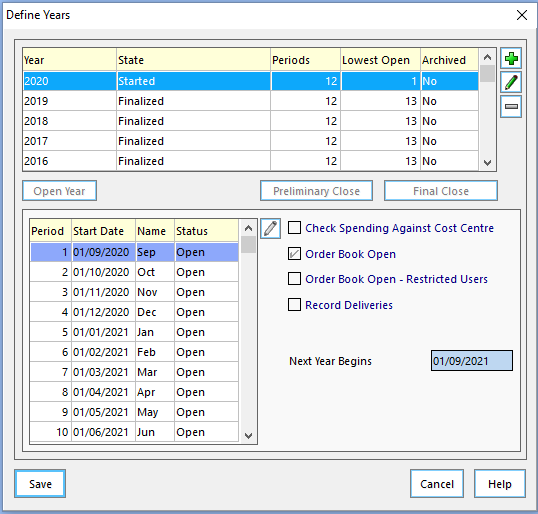 Define Years
Year State Periods Lowest Open Archived
2020 Started 12 1 No
2019 Finalized 12 13 No
2018 Finalized 12 13 No
2017 Finalized 12 13 No
2016 Finalized 12 13 No
Open Year Preliminary Close Final Close
Period Start Date Name Status
1 01/09/2020 Sep Open
2 01/10/2020 Oct Open
3 01/11/2020 Nov Open
4 01/12/2020 Dec Open
5 01/01/2021 Jan Open
6 01/02/2021 Feb Open
7 01/03/2021 Mar Open
8 01/04/2021 Apr Open
9 01/05/2021 May Open
10 01/06/2021 Jun Open
Check Spending Against Cost Centre
Order Book Open
Order Book Open - Restricted Users
Record Deliveries
Next Year Begins 01/09/2021
Save Cancel Help